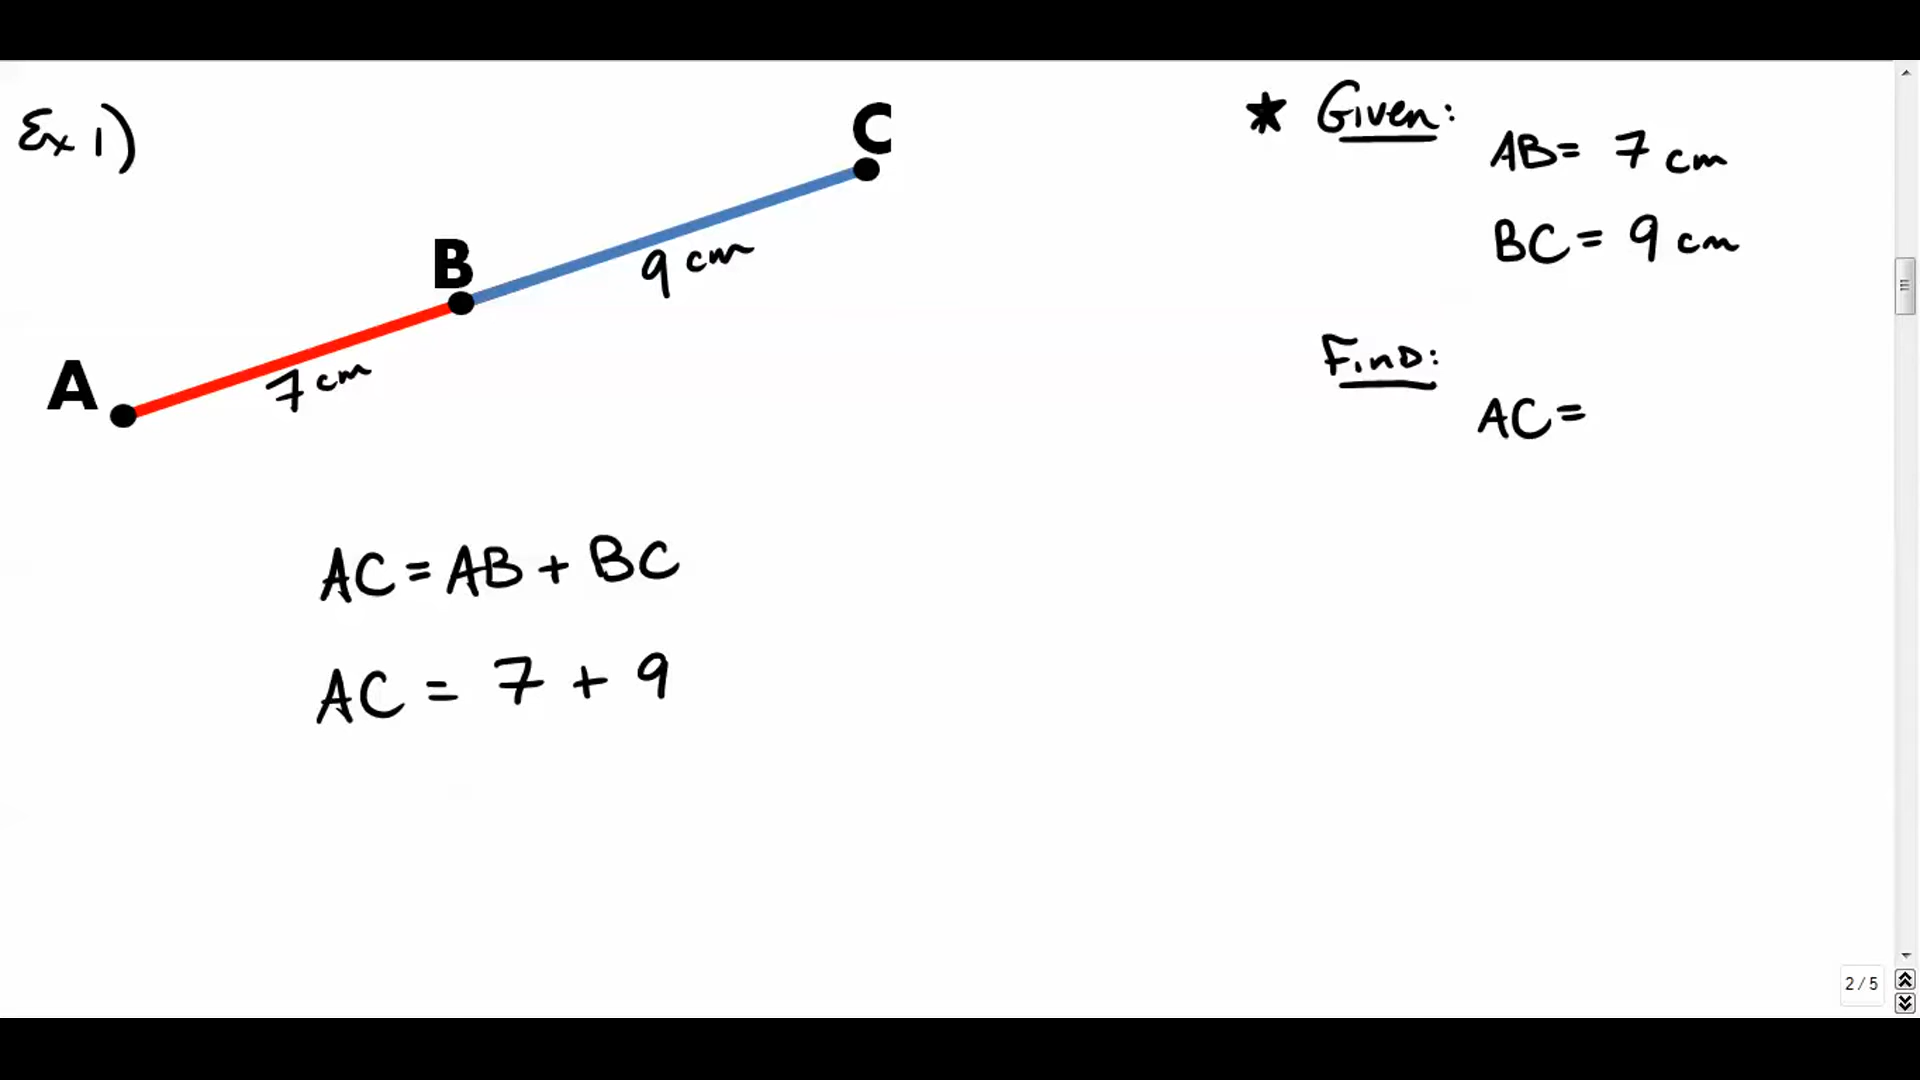 Ex 1)
C
B
A
9 cm
7 cm
AC = AB + BC
AC = 7 + 9
★ Given:
AB = 7 cm
BC = 9 cm
Find:
AC =
2 / 5